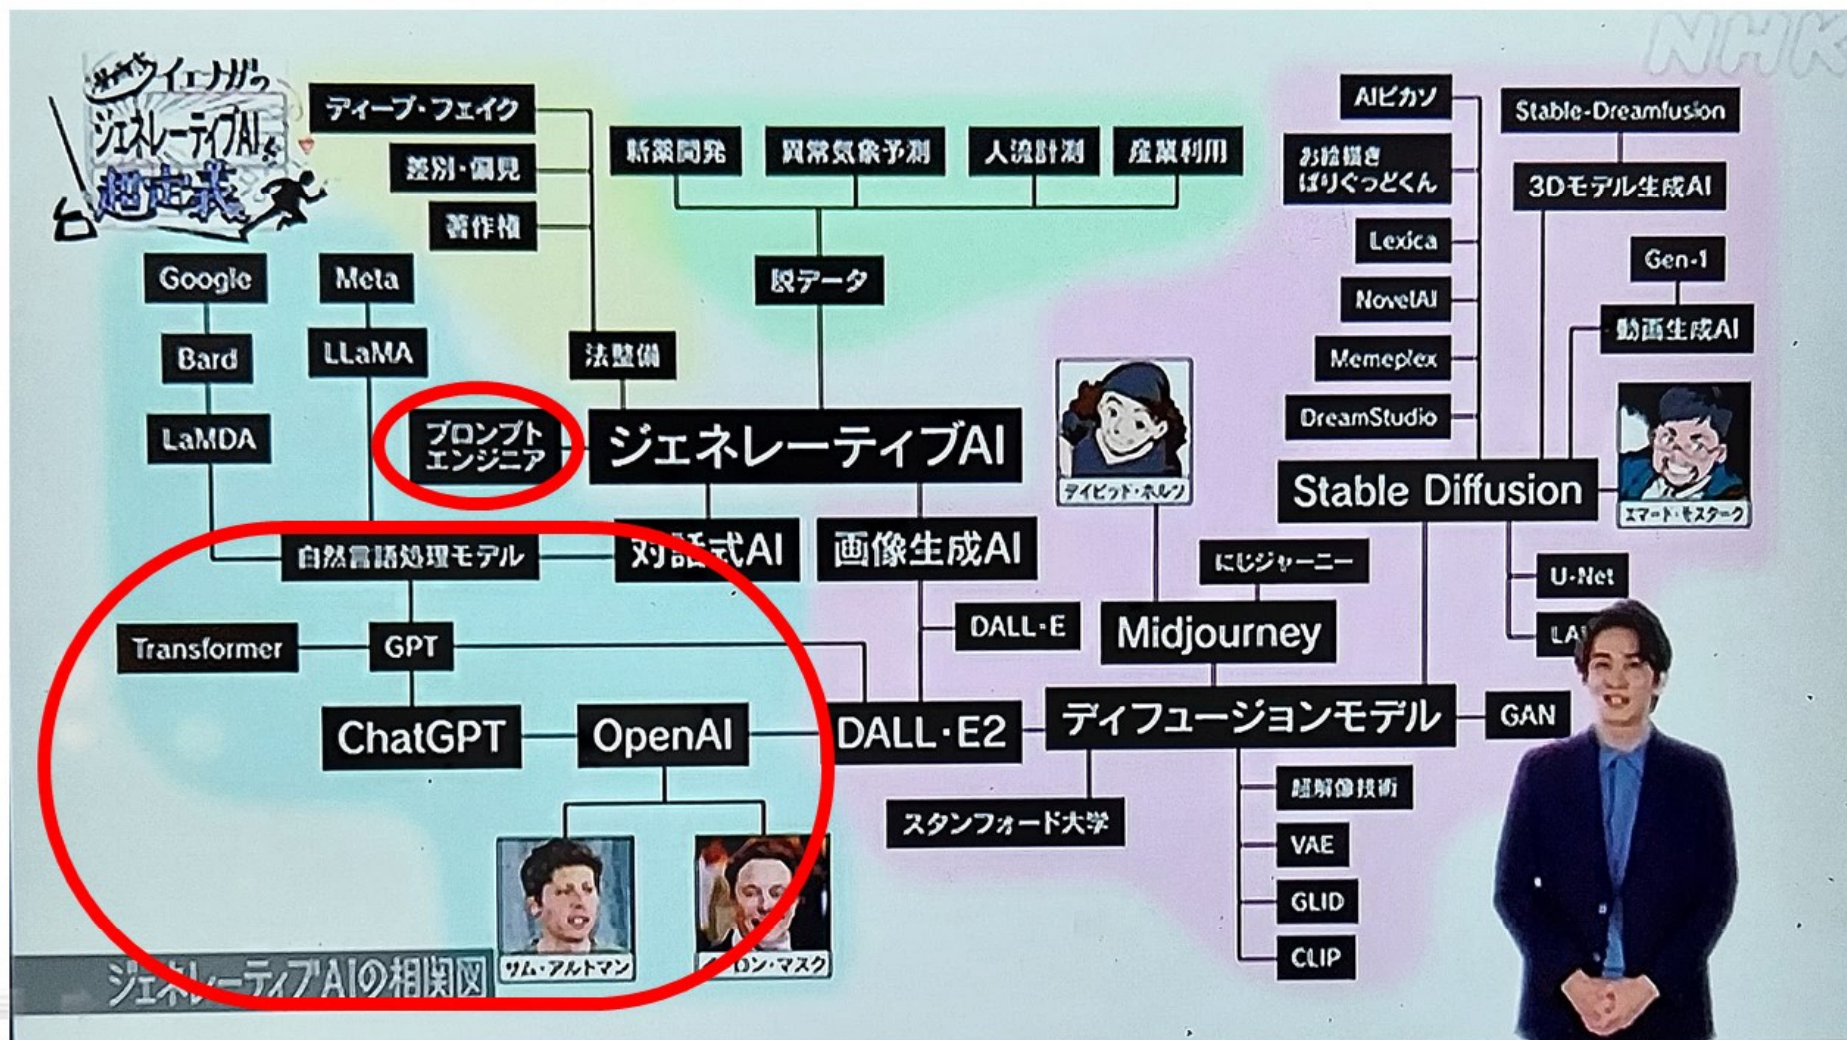 NHK
ジェネレーティブAI
超定義
ディープ・フェイク
差別・偏見
著作権
新薬開発
異常気象予測
人流計測
産業利用
脱データ
法整備
Google
Meta
Bard
LLaMA
LaMDA
プロンプト
エンジニア
ジェネレーティブAI
自然言語処理モデル
対話式AI
画像生成AI
Transformer
GPT
ChatGPT
OpenAI
DALL·E
DALL·E2
サム・アルトマン
ロン・マスク
AIピカソ
お絵描き
ばりぐっどくん
Lexica
NovelAI
Memeplex
DreamStudio
Stable-Dreamfusion
3Dモデル生成AI
Gen-1
動画生成AI
デイビッド・ホルツ
Stable Diffusion
エマード・モスターク
にじジャーニー
Midjourney
U-Net
LA
ディフュージョンモデル
GAN
スタンフォード大学
超解像技術
VAE
GLID
CLIP
ジェネレーティブAIの相関図